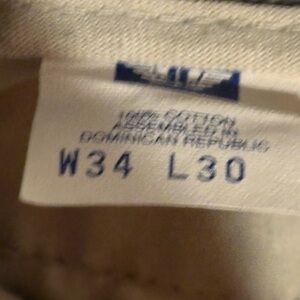 100% COTTON
ASSEMBLED IN
DOMINICAN REPUBLIC
W34 L30